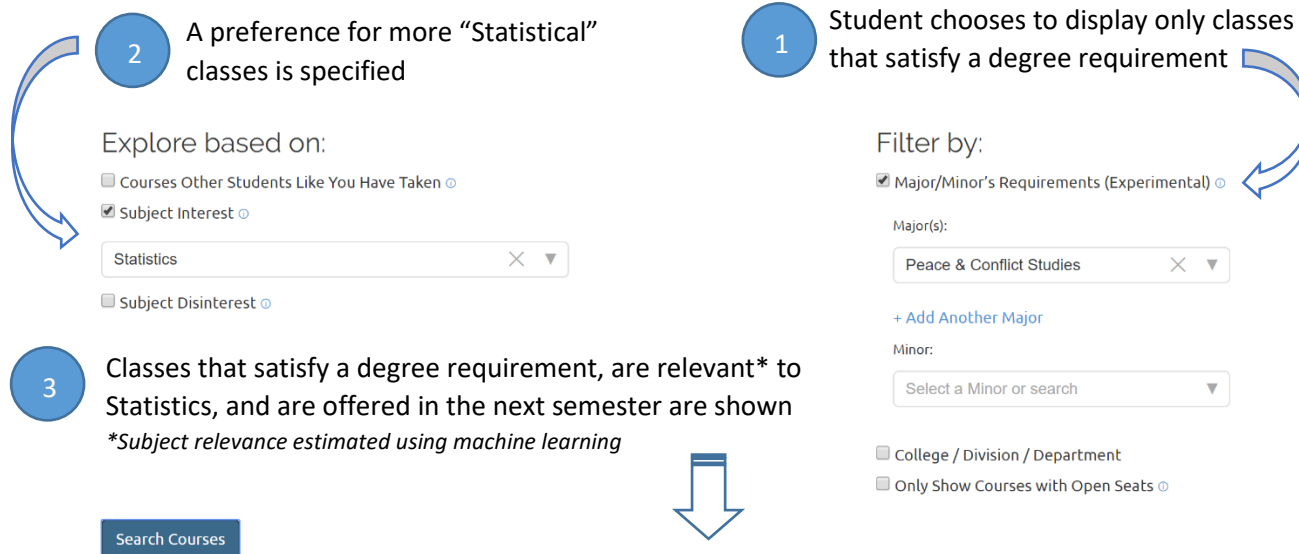 2
A preference for more “Statistical”
classes is specified
1
Student chooses to display only classes
that satisfy a degree requirement
Explore based on:
Courses Other Students Like You Have Taken
Subject Interest
Statistics
Subject Disinterest
Filter by:
Major/Minor’s Requirements (Experimental)
Major(s):
Peace & Conflict Studies
+ Add Another Major
Minor:
Select a Minor or search
College / Division / Department
Only Show Courses with Open Seats
3
Classes that satisfy a degree requirement, are relevant* to
Statistics, and are offered in the next semester are shown
*Subject relevance estimated using machine learning
Search Courses